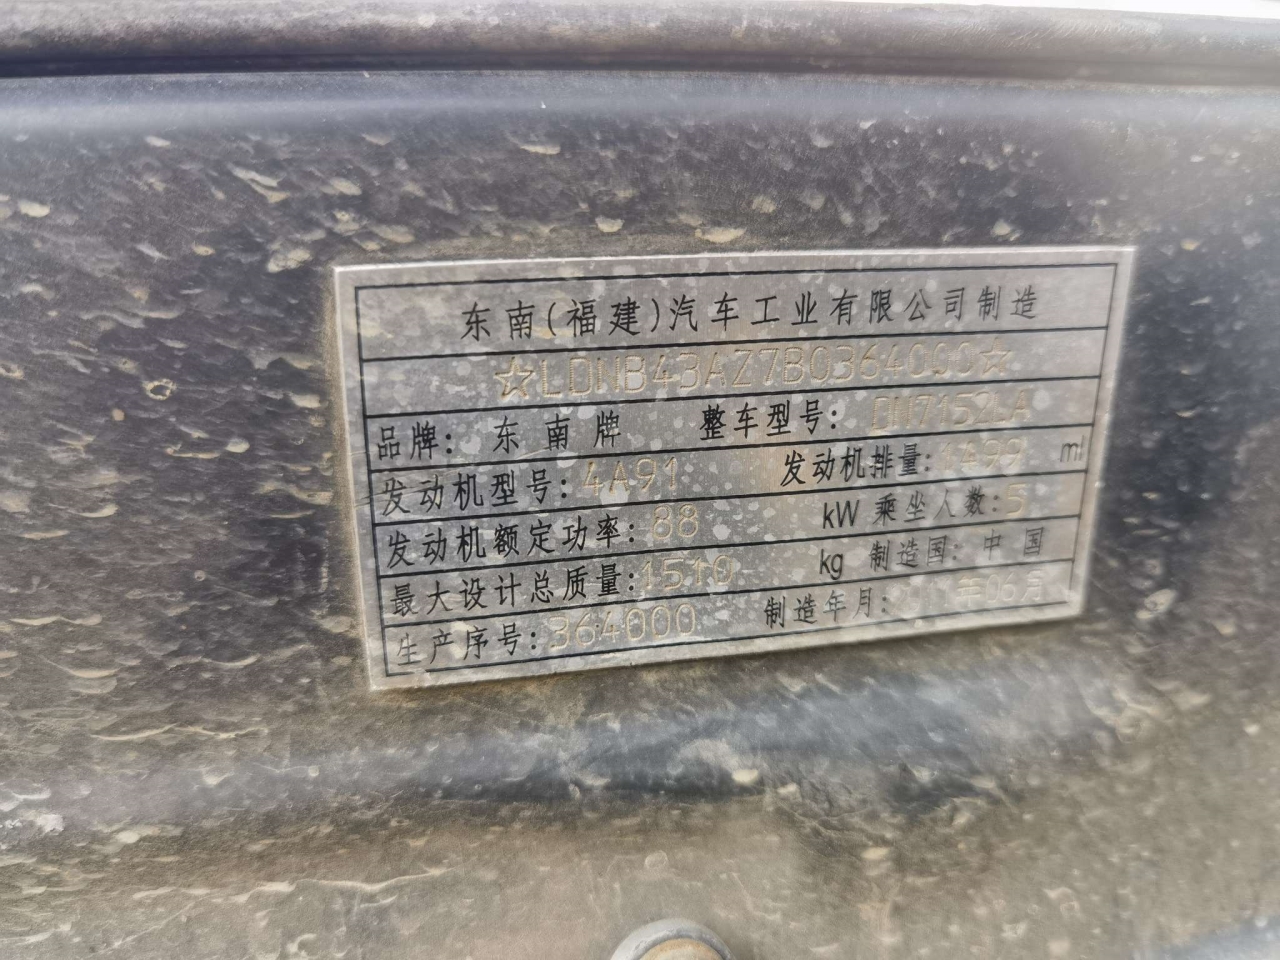 东南(福建)汽车工业有限公司制造
☆LDNB43AZ7B0364000☆
品牌: 东南牌 整车型号: DN7152LA
发动机型号: 4A91 发动机排量: 1499 ml
发动机额定功率: 88 kW 乘坐人数: 5
最大设计总质量: 1510 kg 制造国: 中国
生产序号: 364000 制造年月: 年06月